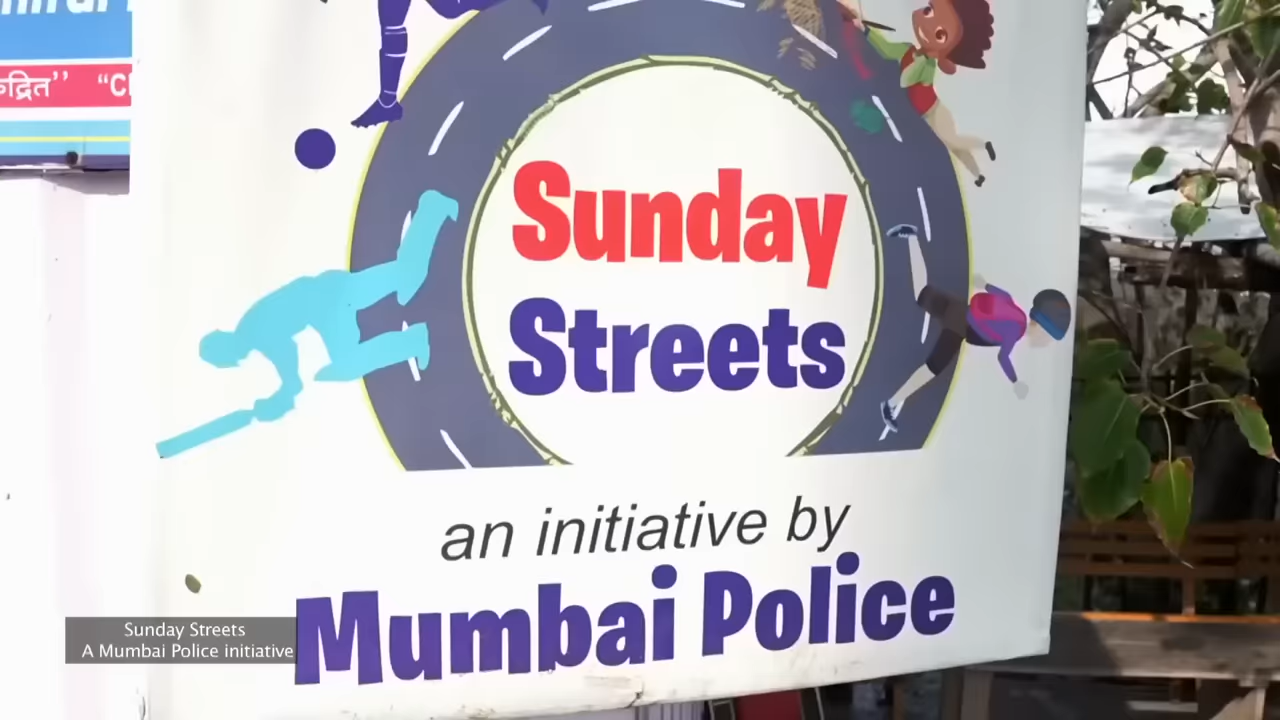 Sunday
Streets
an initiative by
Mumbai Police
Sunday Streets
A Mumbai Police initiative